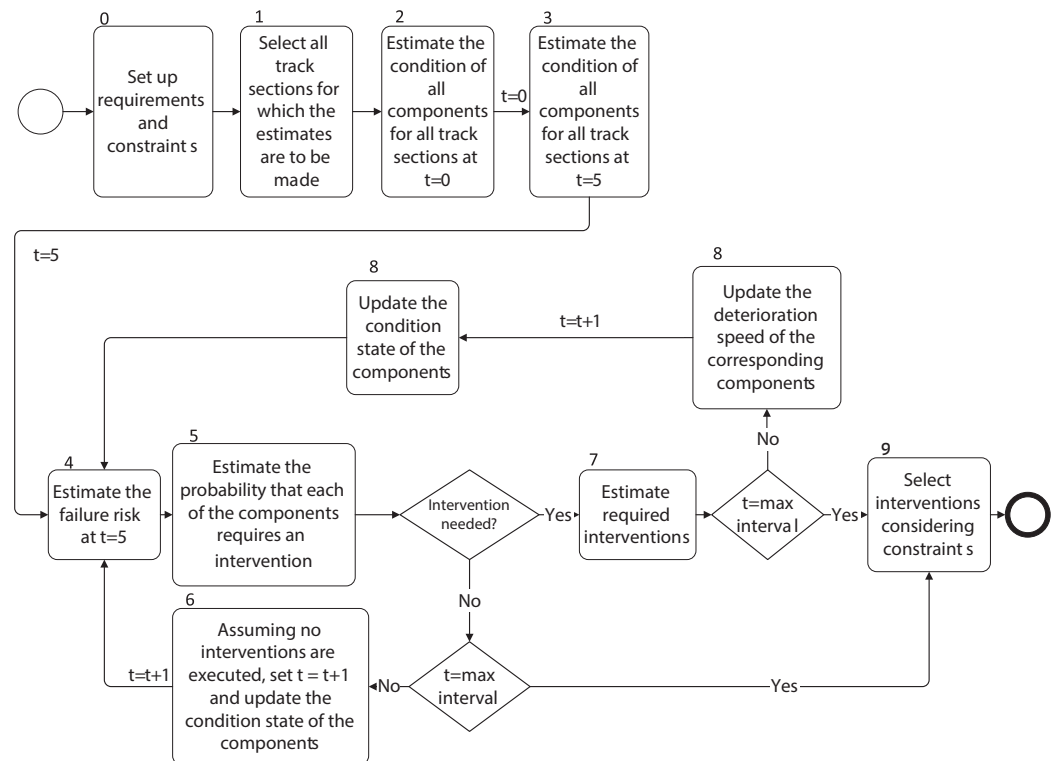 0
Set up
requirements
and
constraint s
1
Select all
track
sections for
which the
estimates
are to be
made
2
Estimate the
condition of
all
components
for all track
sections at
t=0
t=0
3
Estimate the
condition of
all
components
for all track
sections at
t=5
t=5
8
Update the
condition
state of the
components
t=t+1
8
Update the
deterioration
speed of the
corresponding
components
No
4
Estimate the
failure risk
at t=5
5
Estimate the
probability that each
of the components
requires an
intervention
Intervention
needed?
Yes
7
Estimate
required
interventions
t=max
interval
Yes
9
Select
interventions
considering
constraint s
No
6
Assuming no
interventions are
executed, set t = t+1
and update the
condition state of the
components
t=t+1
No
t=max
interval
Yes